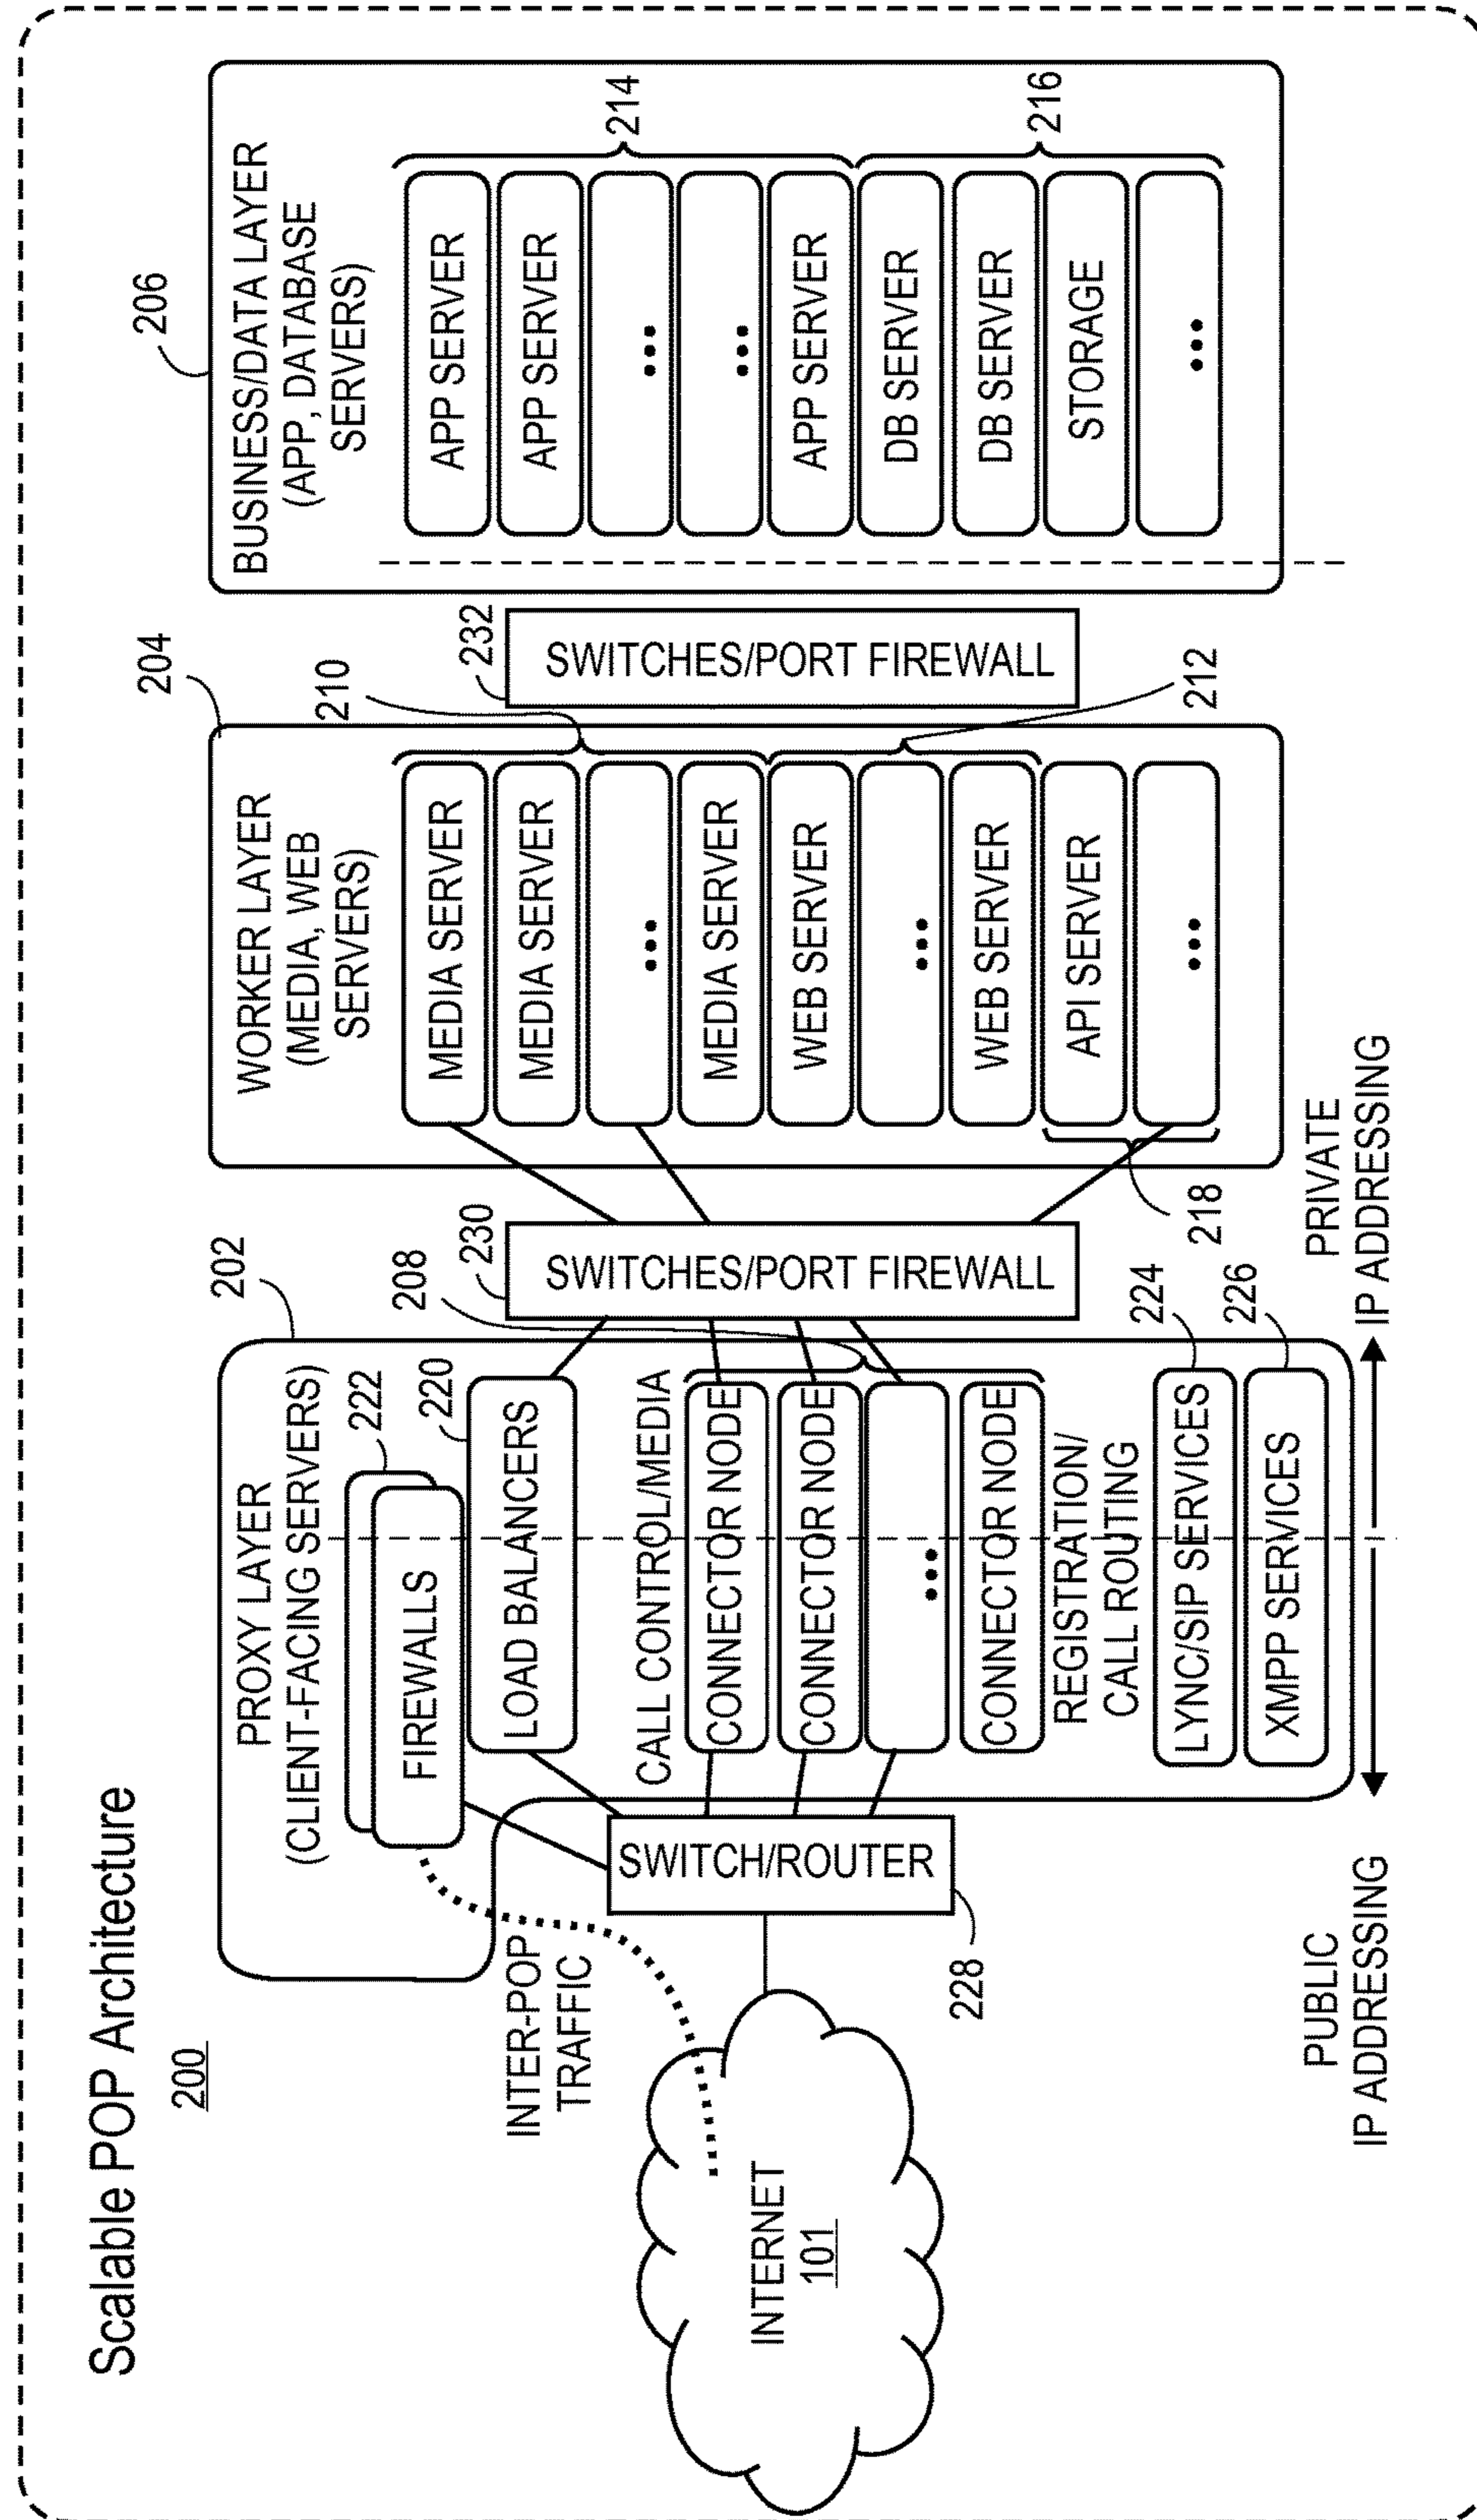 Scalable POP Architecture
200
INTERNET
101
INTER-POP
TRAFFIC
SWITCH/ROUTER
228
PUBLIC
IP ADDRESSING
202
PROXY LAYER
(CLIENT-FACING SERVERS)
222
FIREWALLS
220
LOAD BALANCERS
208
CALL CONTROL/MEDIA
CONNECTOR NODE
CONNECTOR NODE
...
CONNECTOR NODE
REGISTRATION/
CALL ROUTING
224
LYNC/SIP SERVICES
226
XMPP SERVICES
230
SWITCHES/PORT FIREWALL
PRIVATE
IP ADDRESSING
204
WORKER LAYER
(MEDIA, WEB
SERVERS)
210
MEDIA SERVER
MEDIA SERVER
...
MEDIA SERVER
WEB SERVER
...
WEB SERVER
212
API SERVER
...
218
232
SWITCHES/PORT FIREWALL
206
BUSINESS/DATA LAYER
(APP, DATABASE
SERVERS)
APP SERVER
APP SERVER
...
...
APP SERVER
214
DB SERVER
DB SERVER
STORAGE
...
216